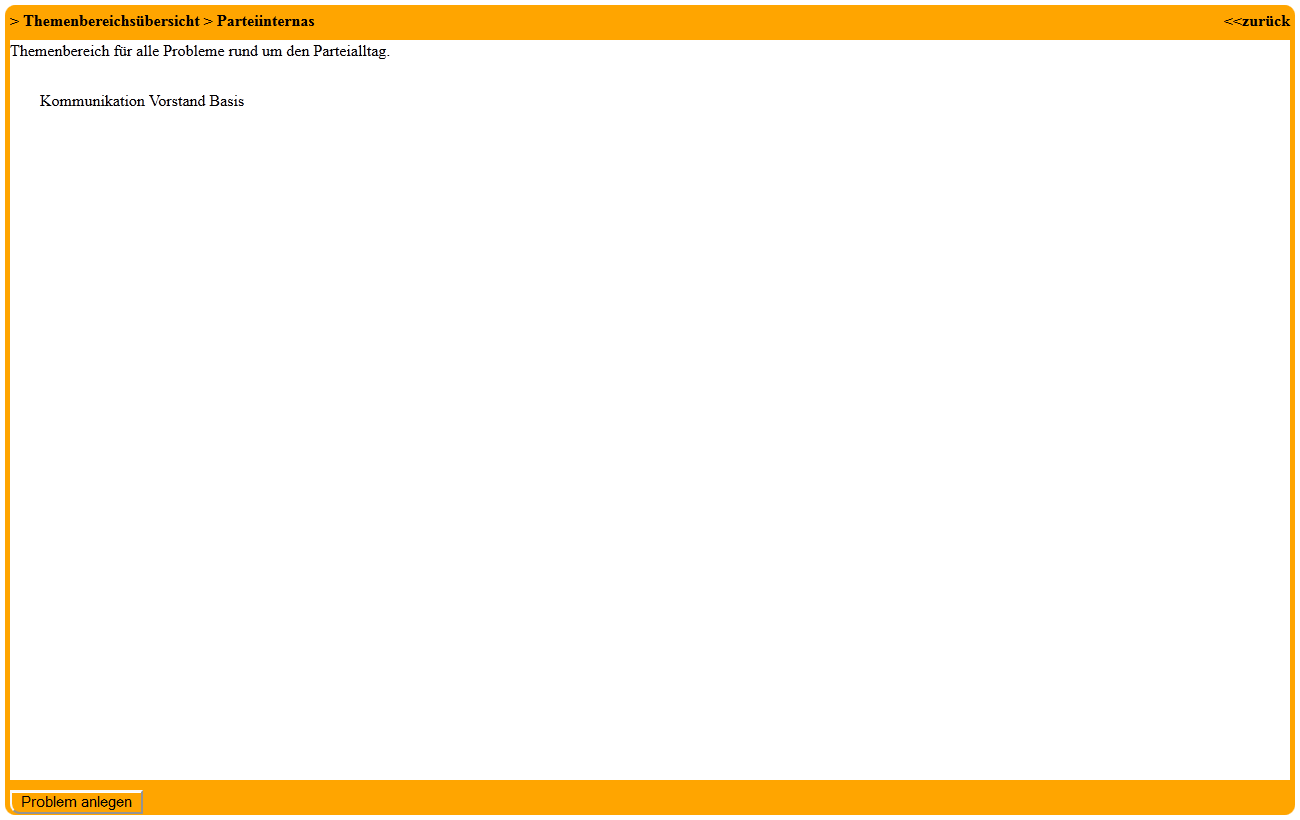 > Themenbereichsübersicht > Parteiinternas <<zurück
Themenbereich für alle Probleme rund um den Parteialltag.
Kommunikation Vorstand Basis
Problem anlegen